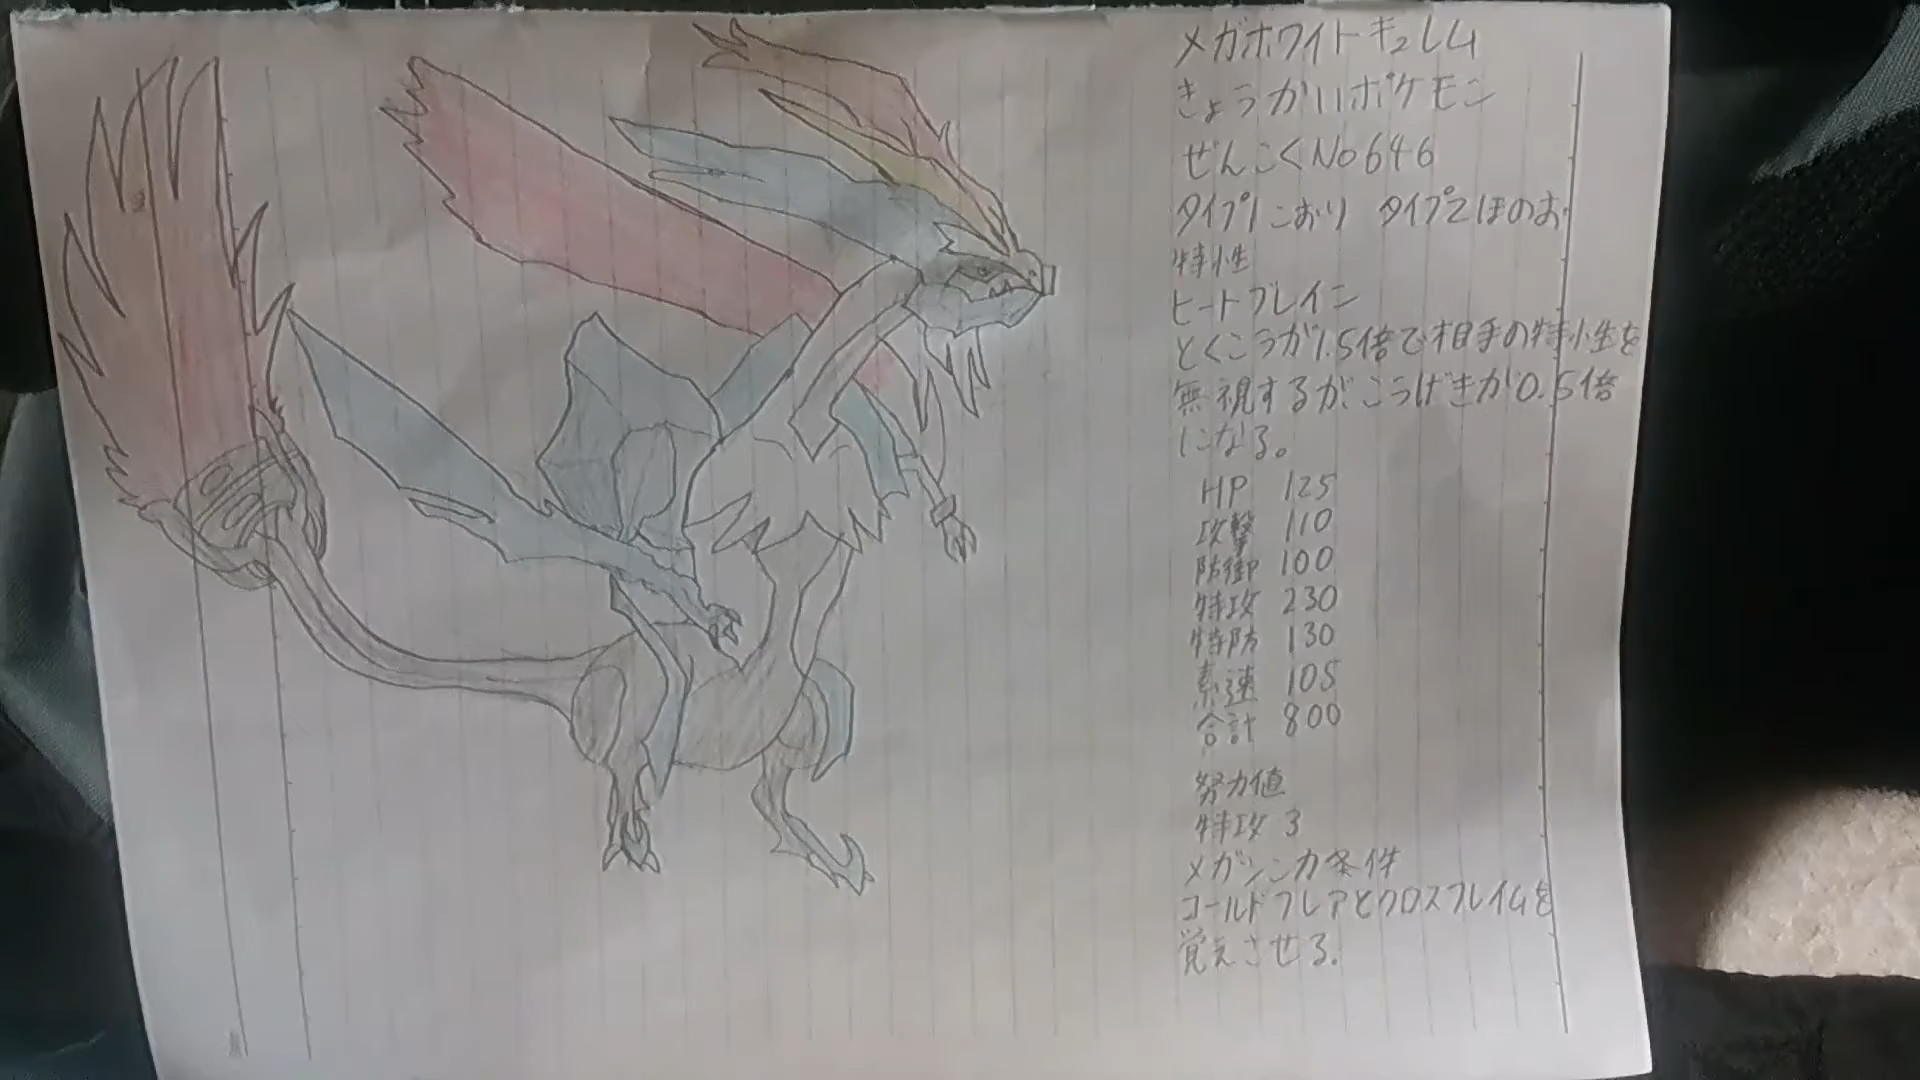 メガホワイトキュレム
きょうかいポケモン
ぜんこくNo646
タイプ1こおり タイプ2ほのお
特性
ヒートブレイン
とくこうが1.5倍で相手の特性を
無視するが、こうげきが0.5倍
になる。
HP 125
攻撃 110
防御 100
特攻 230
特防 130
素速 105
合計 800
努力値
特攻 3
メガシンカ条件
コールドフレアとクロスフレイムを
覚えさせる。